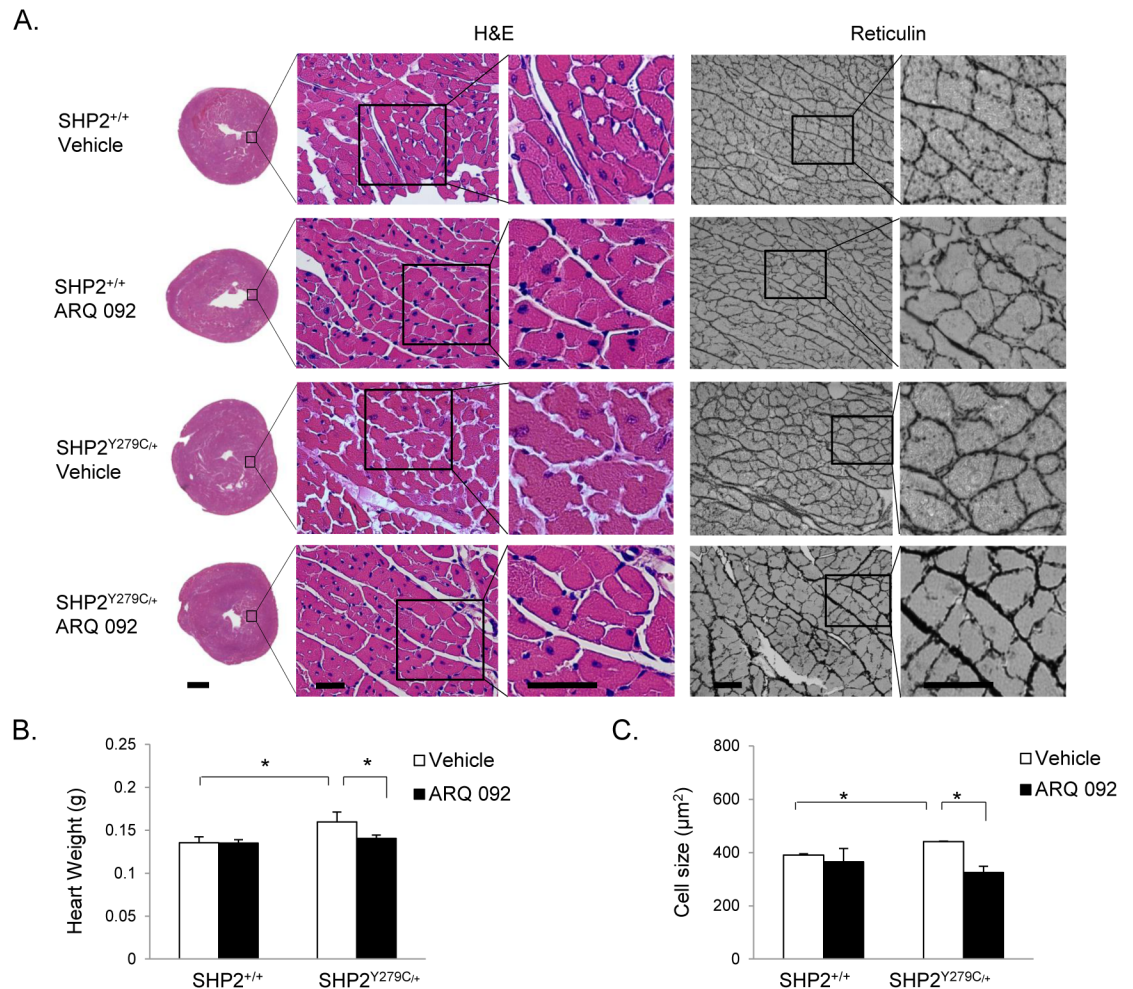 A.
H&E
Reticulin
SHP2+/+
Vehicle
SHP2+/+
ARQ 092
SHP2Y279C/+
Vehicle
SHP2Y279C/+
ARQ 092
B.
Heart Weight (g)
0.25
0.2
0.15
0.1
0.05
0
*
*
Vehicle
ARQ 092
SHP2+/+
SHP2Y279C/+
C.
Cell size (µm2)
800
600
400
200
0
*
*
Vehicle
ARQ 092
SHP2+/+
SHP2Y279C/+